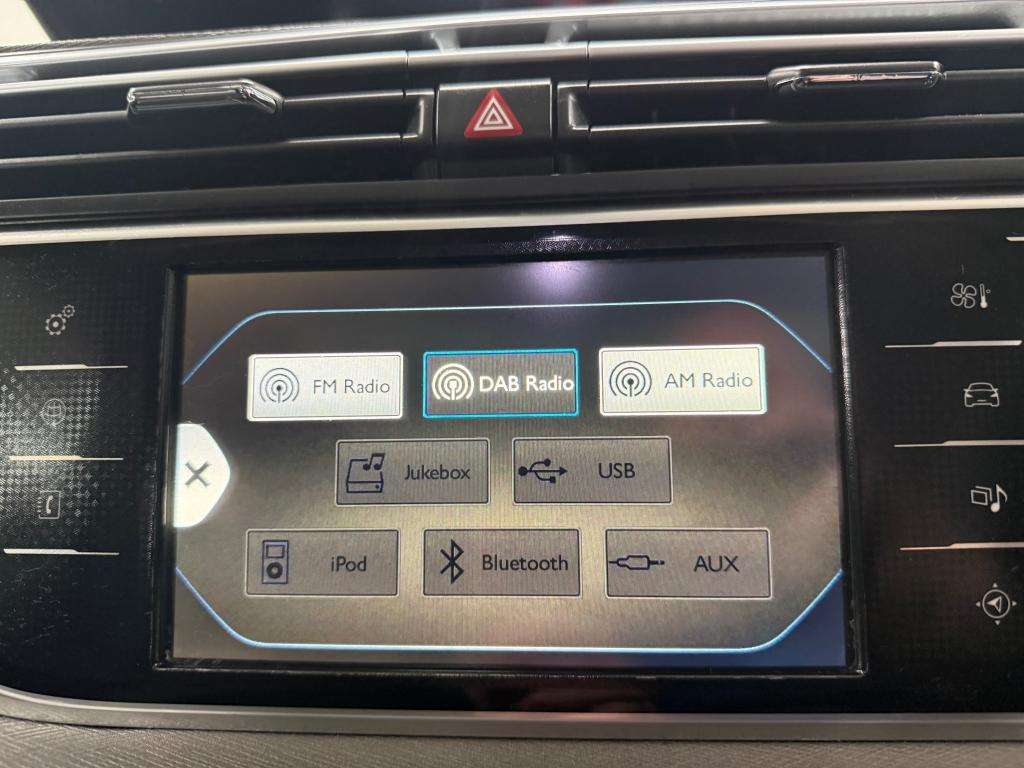 FM Radio
DAB Radio
AM Radio
Jukebox
USB
iPod
Bluetooth
AUX